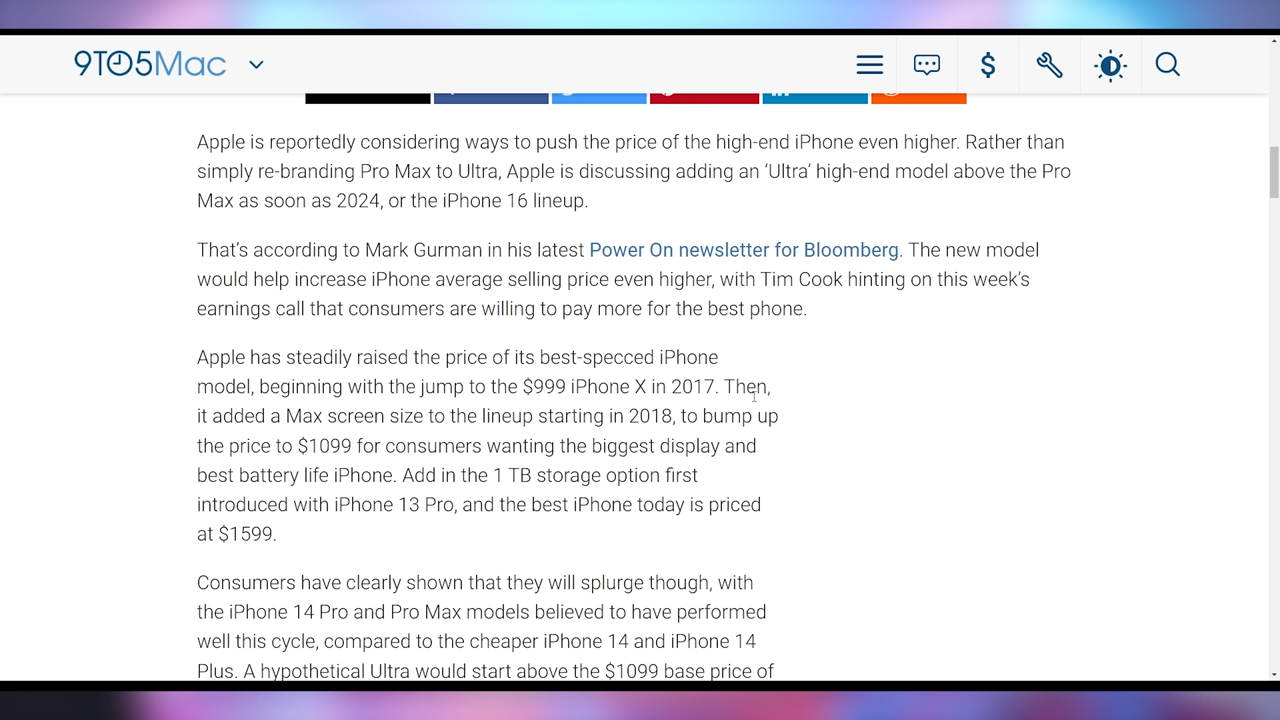 9TO5Mac
Apple is reportedly considering ways to push the price of the high-end iPhone even higher. Rather than
simply re-branding Pro Max to Ultra, Apple is discussing adding an ‘Ultra’ high-end model above the Pro
Max as soon as 2024, or the iPhone 16 lineup.
That’s according to Mark Gurman in his latest Power On newsletter for Bloomberg. The new model
would help increase iPhone average selling price even higher, with Tim Cook hinting on this week’s
earnings call that consumers are willing to pay more for the best phone.
Apple has steadily raised the price of its best-specced iPhone
model, beginning with the jump to the $999 iPhone X in 2017. Then,
it added a Max screen size to the lineup starting in 2018, to bump up
the price to $1099 for consumers wanting the biggest display and
best battery life iPhone. Add in the 1 TB storage option first
introduced with iPhone 13 Pro, and the best iPhone today is priced
at $1599.
Consumers have clearly shown that they will splurge though, with
the iPhone 14 Pro and Pro Max models believed to have performed
well this cycle, compared to the cheaper iPhone 14 and iPhone 14
Plus. A hypothetical Ultra would start above the $1099 base price of